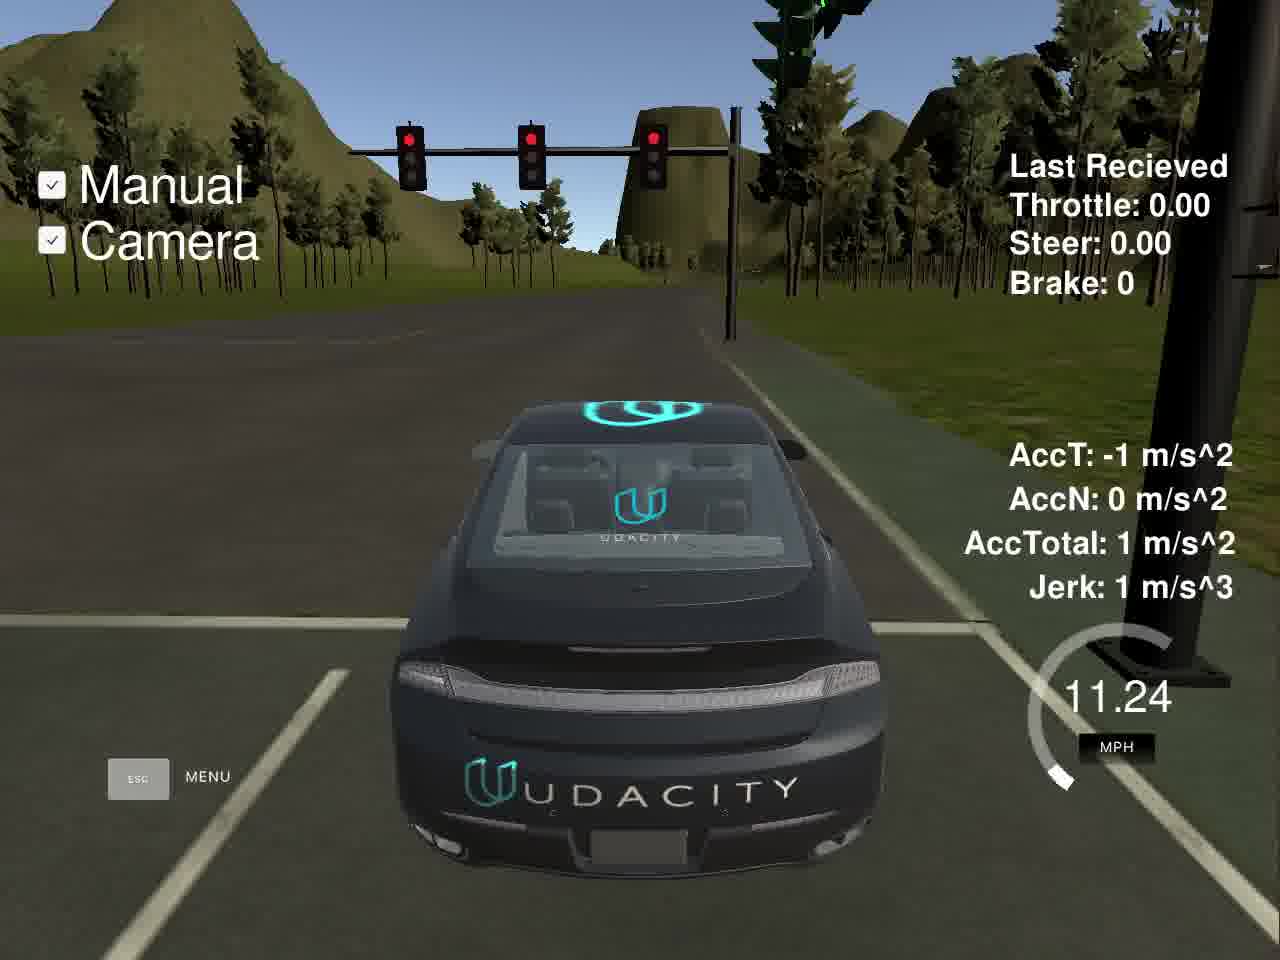 Manual
Camera
Last Recieved
Throttle: 0.00
Steer: 0.00
Brake: 0
AccT: -1 m/s^2
AccN: 0 m/s^2
AccTotal: 1 m/s^2
Jerk: 1 m/s^3
11.24
MPH
ESC MENU
UDACITY
UDACITY